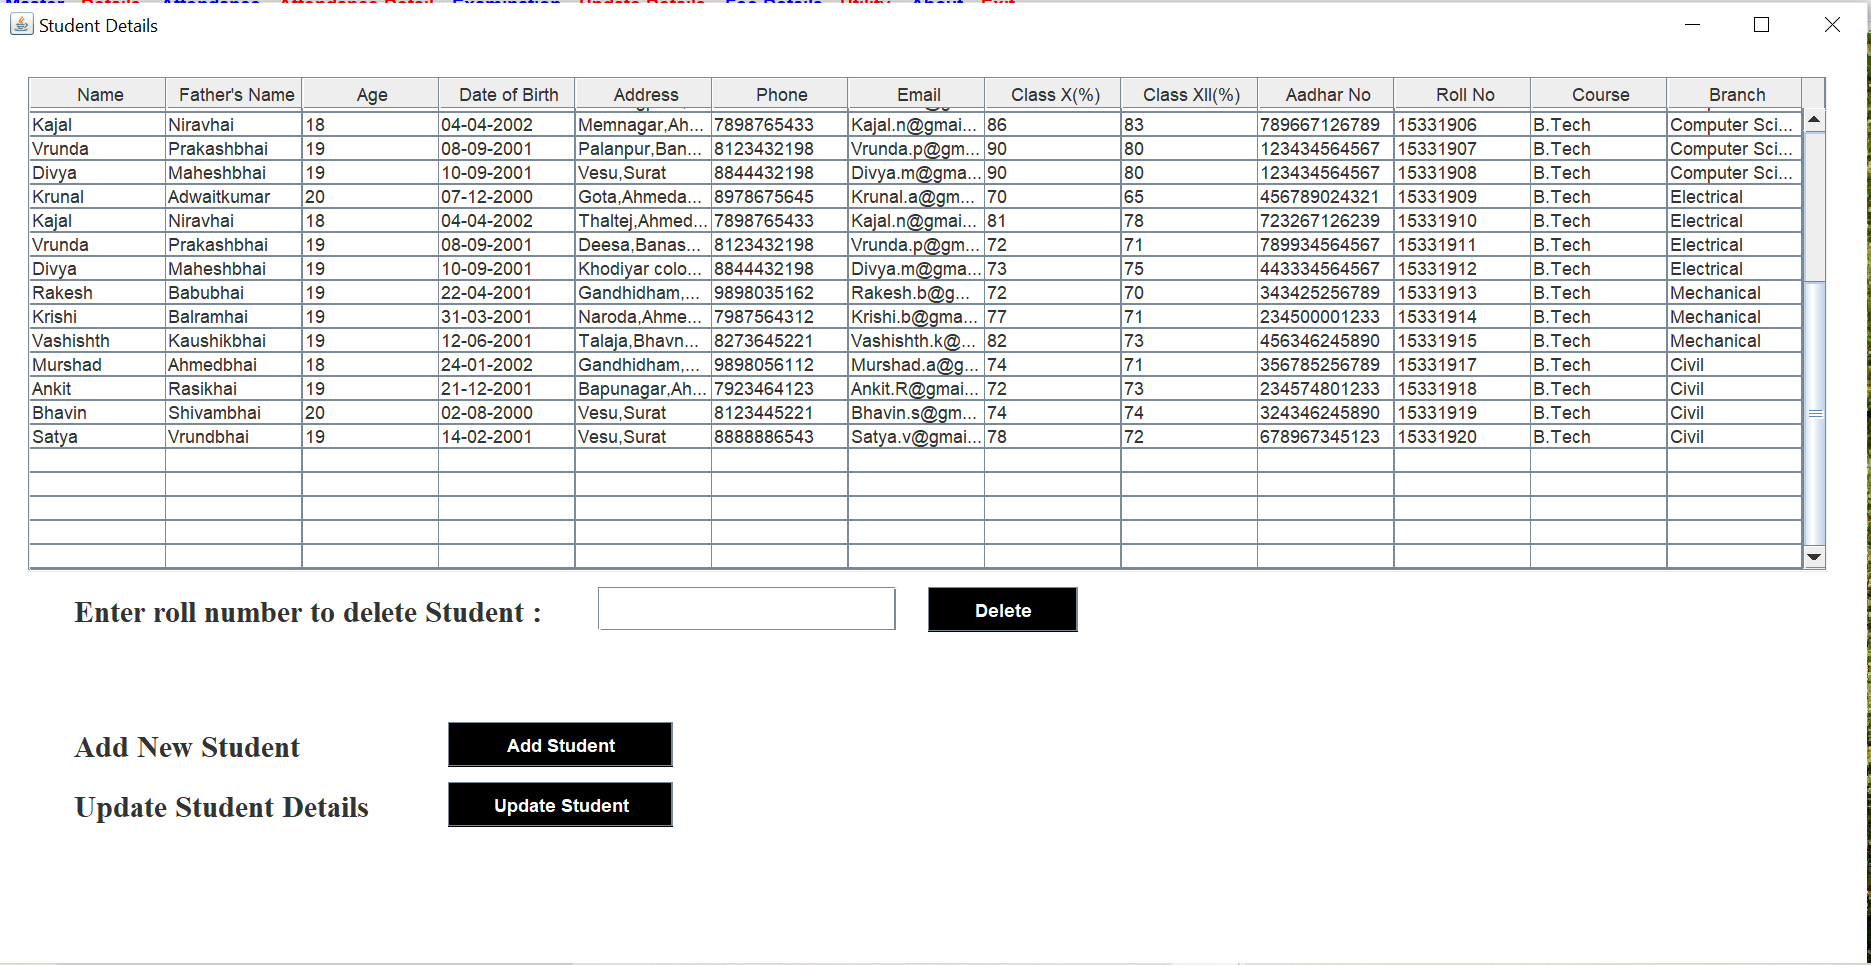 Master Details Attendance Attendance Detail Examination Update Details Fee Details Utility About Exit
Student Details
Name Father's Name Age Date of Birth Address Phone Email Class X(%) Class XII(%) Aadhar No Roll No Course Branch
Kajal Niravhai 18 04-04-2002 Memnagar,Ah... 7898765433 Kajal.n@gmai... 86 83 789667126789 15331906 B.Tech Computer Sci...
Vrunda Prakashbhai 19 08-09-2001 Palanpur,Ban... 8123432198 Vrunda.p@gm... 90 80 123434564567 15331907 B.Tech Computer Sci...
Divya Maheshbhai 19 10-09-2001 Vesu,Surat 8844432198 Divya.m@gma... 90 80 123434564567 15331908 B.Tech Computer Sci...
Krunal Adwaitkumar 20 07-12-2000 Gota,Ahmeda... 8978675645 Krunal.a@gm... 70 65 456789024321 15331909 B.Tech Electrical
Kajal Niravhai 18 04-04-2002 Thaltej,Ahmed... 7898765433 Kajal.n@gmai... 81 78 723267126239 15331910 B.Tech Electrical
Vrunda Prakashbhai 19 08-09-2001 Deesa,Banas... 8123432198 Vrunda.p@gm... 72 71 789934564567 15331911 B.Tech Electrical
Divya Maheshbhai 19 10-09-2001 Khodiyar colo... 8844432198 Divya.m@gma... 73 75 443334564567 15331912 B.Tech Electrical
Rakesh Babubhai 19 22-04-2001 Gandhidham,... 9898035162 Rakesh.b@g... 72 70 343425256789 15331913 B.Tech Mechanical
Krishi Balramhai 19 31-03-2001 Naroda,Ahme... 7987564312 Krishi.b@gma... 77 71 234500001233 15331914 B.Tech Mechanical
Vashishth Kaushikbhai 19 12-06-2001 Talaja,Bhavn... 8273645221 Vashishth.k@... 82 73 456346245890 15331915 B.Tech Mechanical
Murshad Ahmedbhai 18 24-01-2002 Gandhidham,... 9898056112 Murshad.a@g... 74 71 356785256789 15331917 B.Tech Civil
Ankit Rasikhai 19 21-12-2001 Bapunagar,Ah... 7923464123 Ankit.R@gmai... 72 73 234574801233 15331918 B.Tech Civil
Bhavin Shivambhai 20 02-08-2000 Vesu,Surat 8123445221 Bhavin.s@gm... 74 74 324346245890 15331919 B.Tech Civil
Satya Vrundbhai 19 14-02-2001 Vesu,Surat 8888886543 Satya.v@gmai... 78 72 678967345123 15331920 B.Tech Civil
Enter roll number to delete Student : Delete
Add New Student Add Student
Update Student Details Update Student